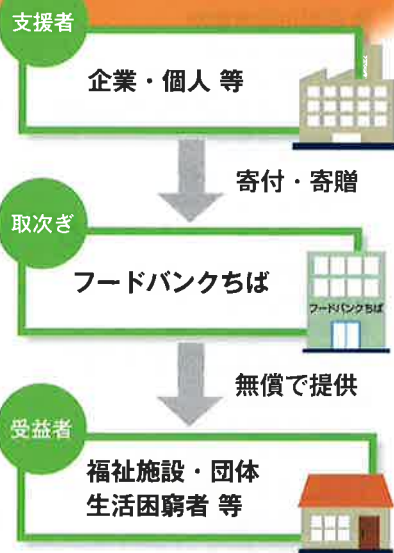 支援者
企業・個人 等
寄付・寄贈
取次ぎ
フードバンクちば
フードバンクちば
無償で提供
受益者
福祉施設・団体
生活困窮者 等